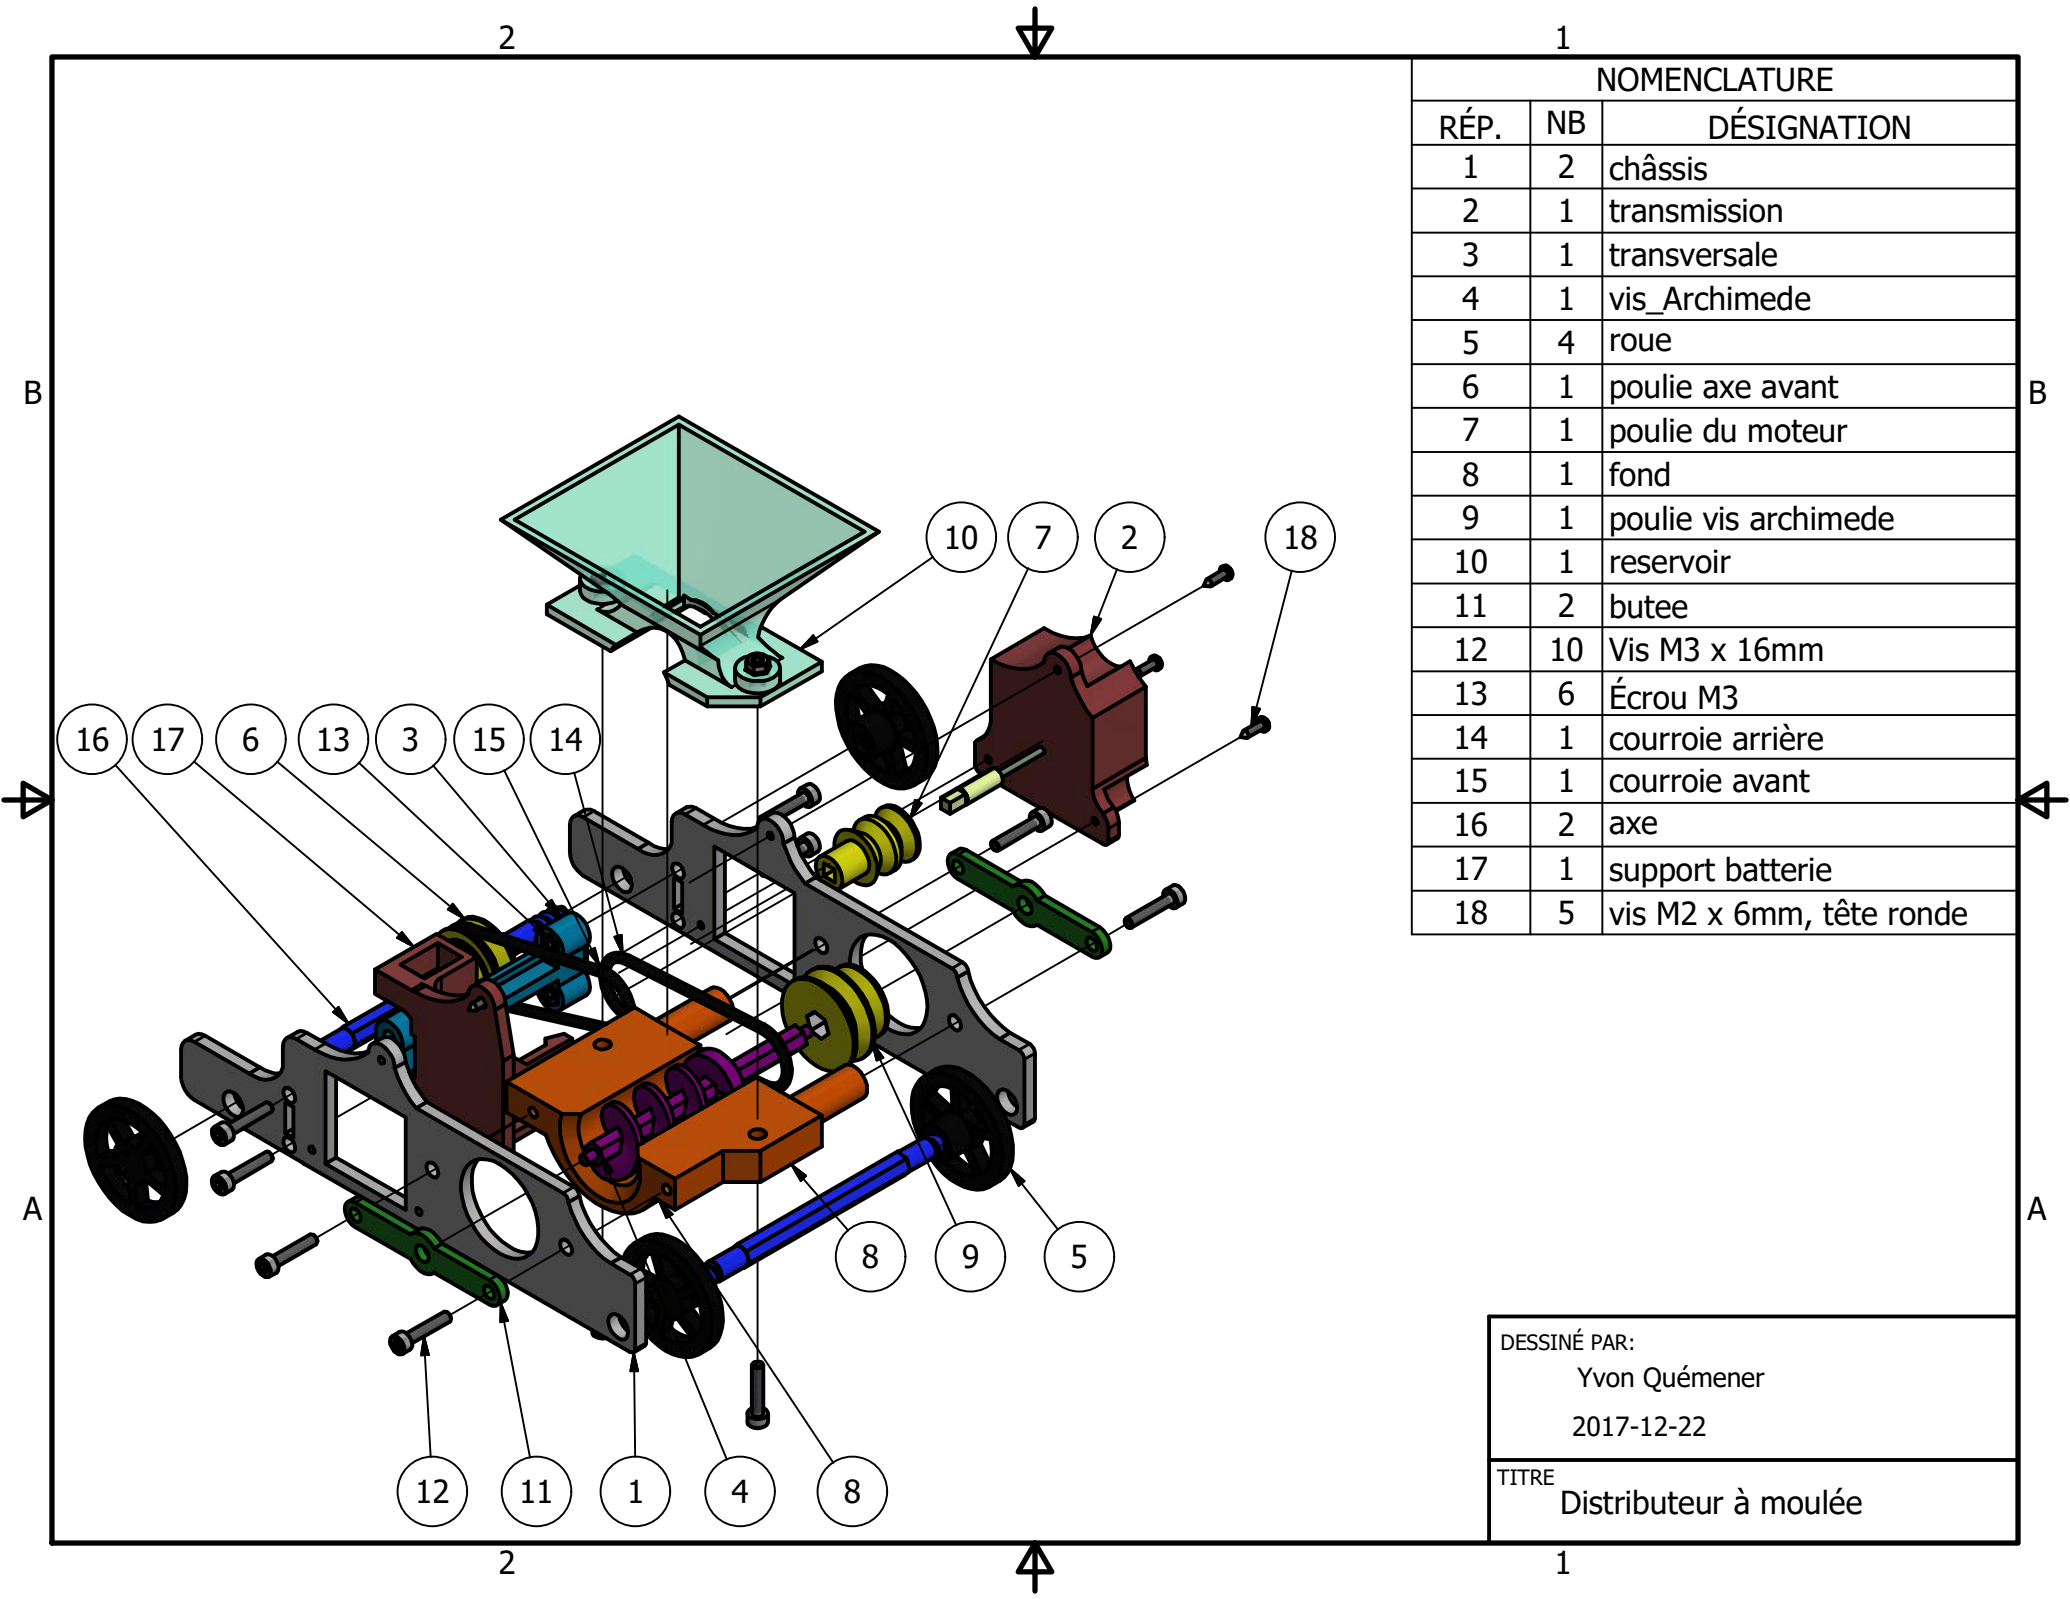 2 1
NOMENCLATURE
RÉP. NB DÉSIGNATION
1 2 châssis
2 1 transmission
3 1 transversale
4 1 vis_Archimede
5 4 roue
6 1 poulie axe avant
7 1 poulie du moteur
8 1 fond
9 1 poulie vis archimede
10 1 reservoir
11 2 butee
12 10 Vis M3 x 16mm
13 6 Écrou M3
14 1 courroie arrière
15 1 courroie avant
16 2 axe
17 1 support batterie
18 5 vis M2 x 6mm, tête ronde
B B
10 7 2 18
16 17 6 13 3 15 14
A A
8 9 5
12 11 1 4 8
DESSINÉ PAR:
Yvon Quémener
2017-12-22
TITRE
Distributeur à moulée
2 1